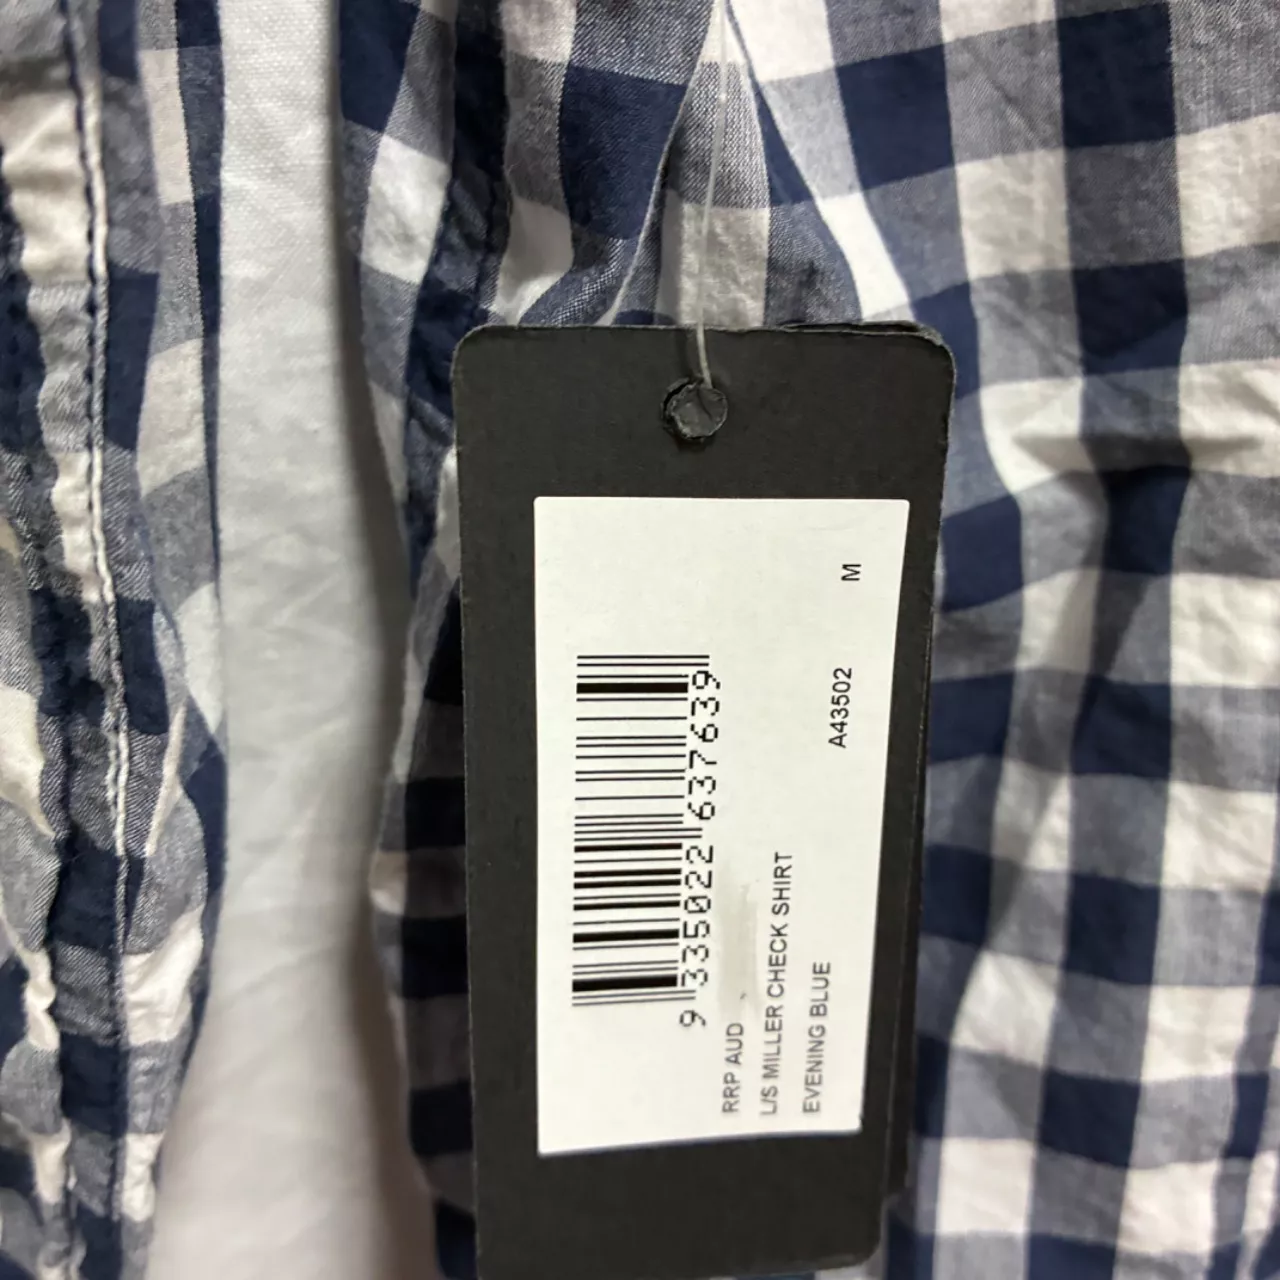 9 335022 637639
RRP AUD
L/S MILLER CHECK SHIRT
EVENING BLUE
A43502 M